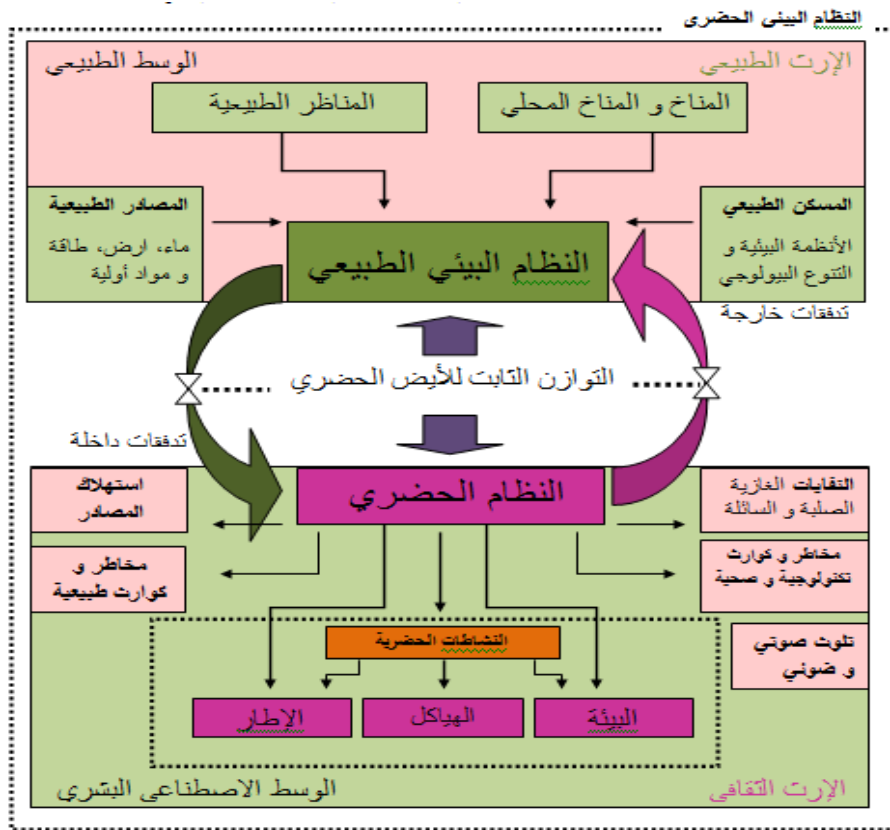 النظام البيئي الحضري
الإرث الطبيعي
الوسط الطبيعي
المناخ و المناخ المحلي
المناظر الطبيعية
المسكن الطبيعي
الأنظمة البيئية و
التنوع البيولوجي
المصادر الطبيعية
ماء، ارض، طاقة
و مواد أولية
النظام البيئي الطبيعي
تدفقات خارجة
التوازن الثابت للأيض الحضري
تدفقات داخلة
النظام الحضري
النفايات الغازية
الصلبة و السائلة
استهلاك
المصادر
مخاطر و كوارث
تكنولوجية و صحية
مخاطر و
كوارث طبيعية
النشاطات الحضرية
تلوث صوتي
و ضوئي
البيئة
الهياكل
الإطار
الإرث الثقافي
الوسط الاصطناعي البشري